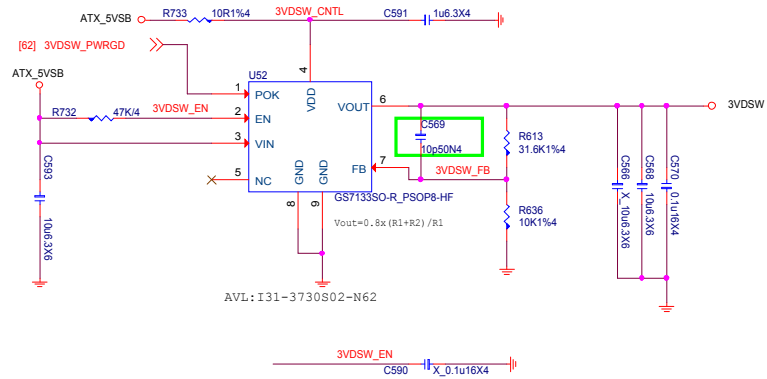 ATX_5VSB
R733
10R1%4
3VDSW_CNTL
C591
1u6.3X4
[62] 3VDSW_PWRGD
ATX_5VSB
U52
4
1
POK
VDD
VOUT
6
3VDSW
R732
47K/4
3VDSW_EN
2
EN
3
VIN
C569
10p50N4
R613
31.6K1%4
C593
10u6.3X6
5
NC
GND
GND
FB
7
3VDSW_FB
C566
X_10u6.3X6
C568
10u6.3X6
C570
0.1u16X4
8
9
GS7133SO-R_PSOP8-HF
R636
10K1%4
Vout=0.8x(R1+R2)/R1
AVL:I31-3730S02-N62
3VDSW_EN
C590
X_0.1u16X4